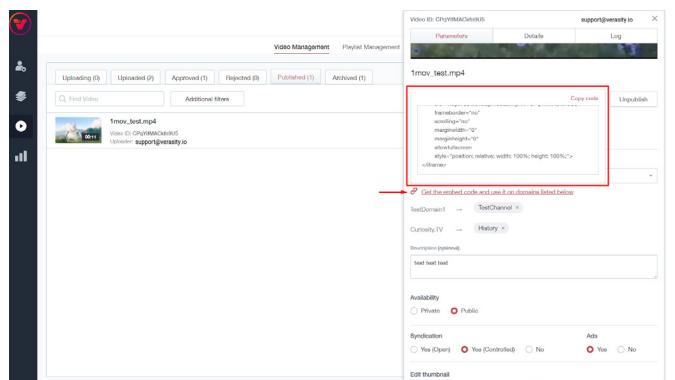 Video ID: CPqYtMACktn9U5
support@verasity.io
Parameters
Details
Log
Video Management
Playlist Management
1mov_test.mp4
Uploading (0)
Uploaded (2)
Approved (1)
Rejected (0)
Published (1)
Archived (1)
Find Video
Additional filters
Copy code
Unpublish
frameborder="no"
scrolling="no"
marginwidth="0"
marginheight="0"
allowfullscreen
style="position: relative; width: 100%; height: 100%;">
</iframe>
1mov_test.mp4
Video ID:
Uploader: support@verasity.io
00:11
Get the embed code and use it on domains listed below
TestDomain1 → TestChannel ×
Curiosity.TV → History ×
Description (optional)
test test test
Availability
Private
Public
Syndication
Ads
Yes (Open)
Yes (Controlled)
No
Yes
No
Edit thumbnail